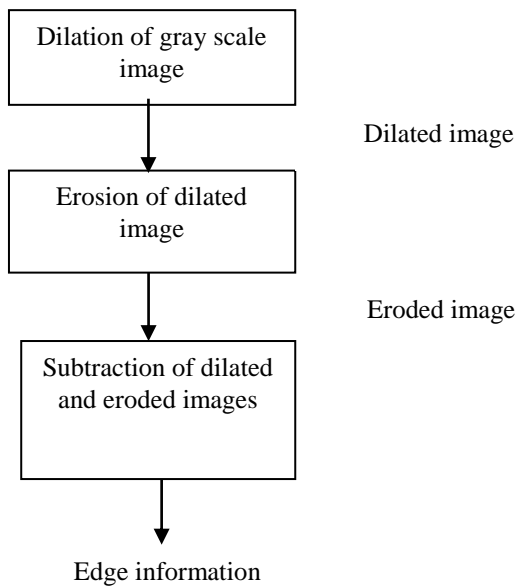 Dilation of gray scale
image
Dilated image
Erosion of dilated
image
Eroded image
Subtraction of dilated
and eroded images
Edge information